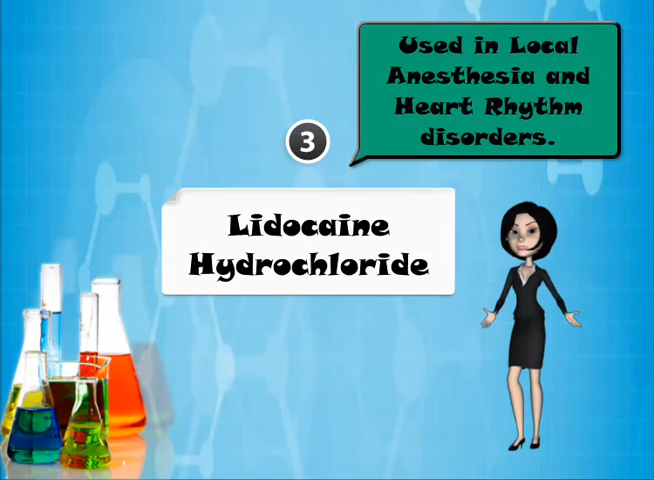 Used in Local
Anesthesia and
Heart Rhythm
disorders.
3
Lidocaine
Hydrochloride